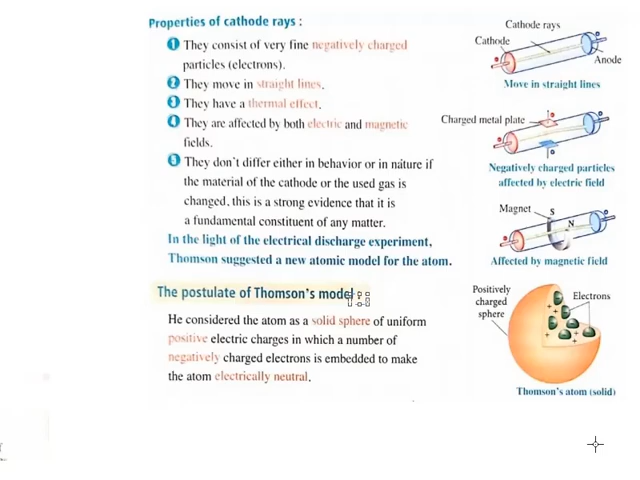 Properties of cathode rays :
1 They consist of very fine negatively charged
particles (electrons).
2 They move in straight lines.
3 They have a thermal effect.
4 They are affected by both electric and magnetic
fields.
5 They don't differ either in behavior or in nature if
the material of the cathode or the used gas is
changed, this is a strong evidence that it is
a fundamental constituent of any matter.
In the light of the electrical discharge experiment,
Thomson suggested a new atomic model for the atom.
The postulate of Thomson's model :
He considered the atom as a solid sphere of uniform
positive electric charges in which a number of
negatively charged electrons is embedded to make
the atom electrically neutral.
Cathode rays
Cathode
Anode
Move in straight lines
Charged metal plate
Negatively charged particles
affected by electric field
Magnet
S
N
Affected by magnetic field
Positively
charged
sphere
Electrons
Thomson's atom (solid)